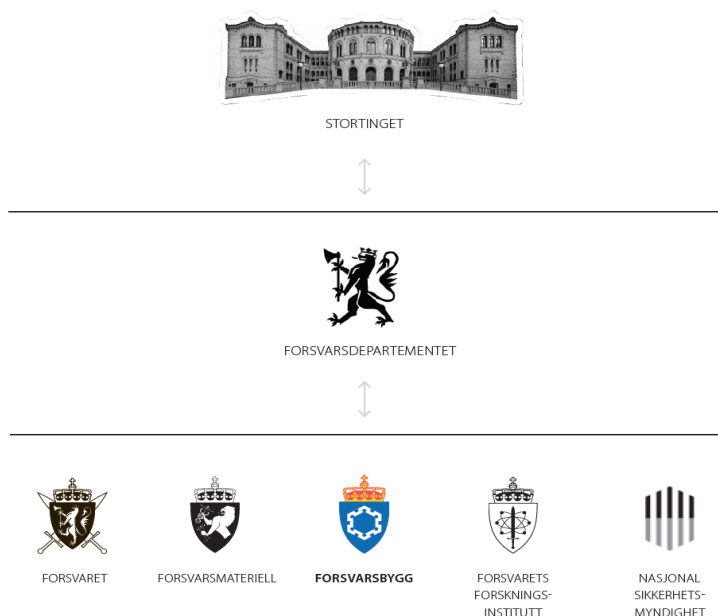 STORTINGET
FORSVARSDEPARTEMENTET
FORSVARET
FORSVARSMATERIELL
FORSVARSBYGG
FORSVARETS
FORSKNINGS-
INSTITUTT
NASJONAL
SIKKERHETS-
MYNDIGHET